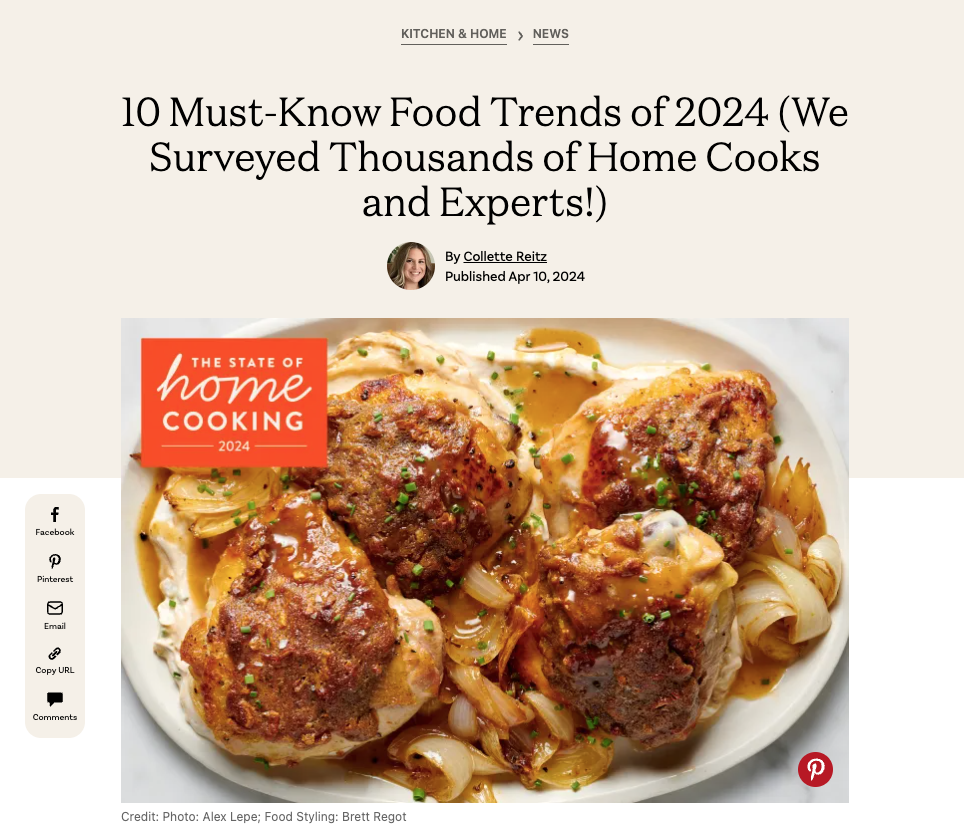 KITCHEN & HOME › NEWS
10 Must-Know Food Trends of 2024 (We
Surveyed Thousands of Home Cooks
and Experts!)
By Collette Reitz
Published Apr 10, 2024
THE STATE OF
home
COOKING
2024
Facebook
Pinterest
Email
Copy URL
Comments
Credit: Photo: Alex Lepe; Food Styling: Brett Regot